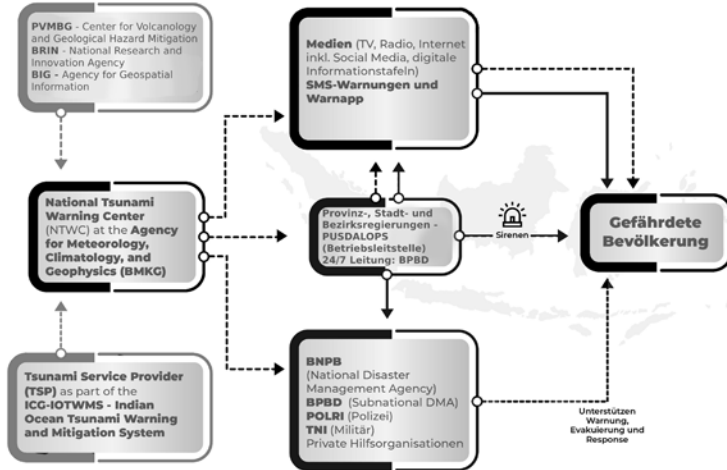 PVMBG - Center for Volcanology
and Geological Hazard Mitigation
BRIN - National Research and
Innovation Agency
BIG - Agency for Geospatial
Information
Medien (TV, Radio, Internet
inkl. Social Media, digitale
Informationstafeln)
SMS-Warnungen und
Warnapp
National Tsunami
Warning Center
(NTWC) at the Agency
for Meteorology,
Climatology, and
Geophysics (BMKG)
Provinz-, Stadt- und
Bezirksregierungen -
PUSDALOPS
(Betriebsleitstelle)
24/7 Leitung: BPBD
Sirenen
Gefährdete
Bevölkerung
Tsunami Service Provider
(TSP) as part of the
ICG-IOTWMS - Indian
Ocean Tsunami Warning
and Mitigation System
BNPB
(National Disaster
Management Agency)
BPBD (Subnational DMA)
POLRI (Polizei)
TNI (Militär)
Private Hilfsorganisationen
Unterstützen
Warnung,
Evakuierung und
Response